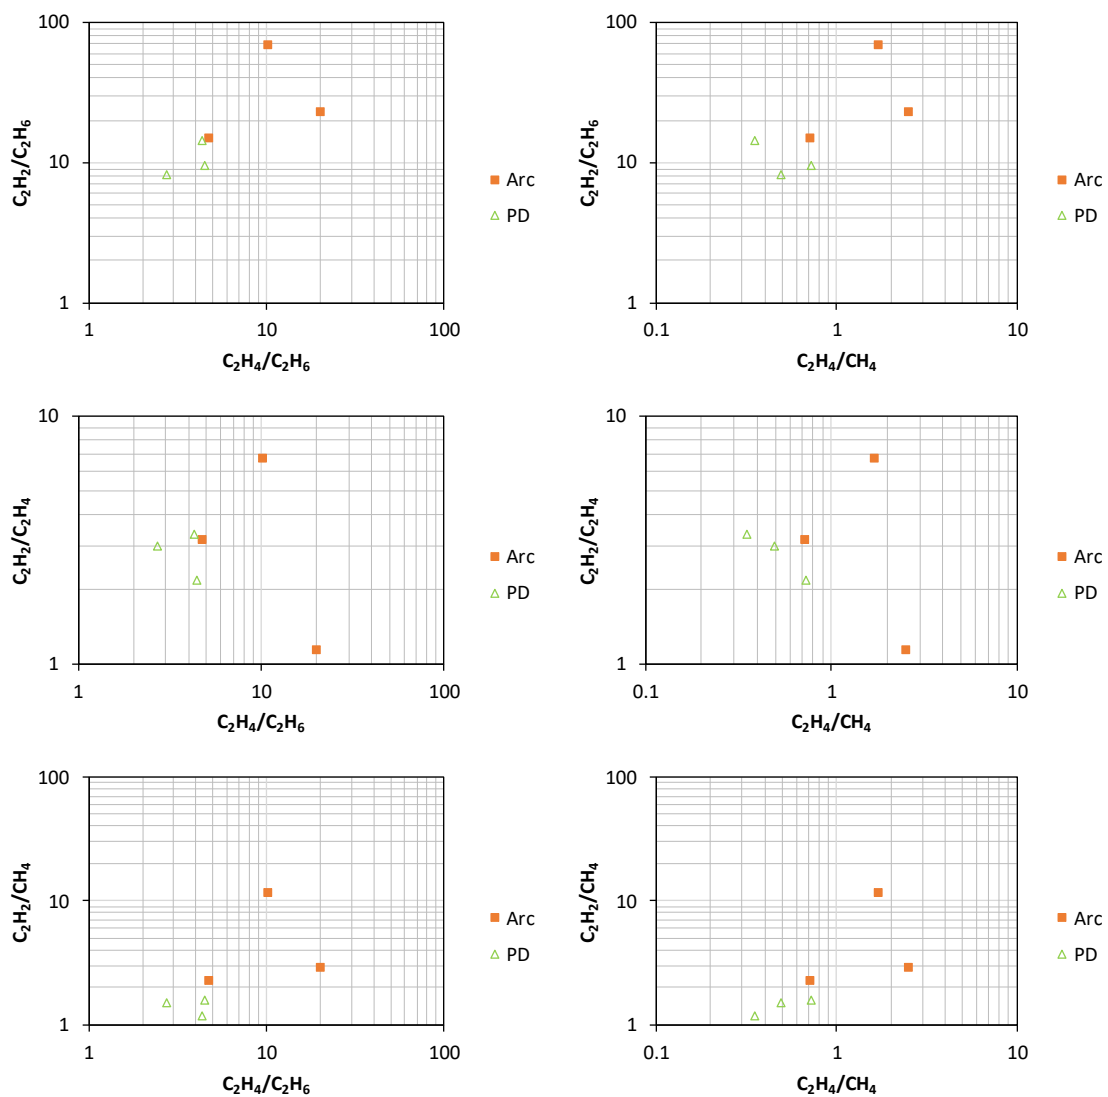 100
10
1
C₂H₂/C₂H₆
1
10
100
C₂H₄/C₂H₆
Arc
PD
100
10
1
C₂H₂/C₂H₆
0.1
1
10
C₂H₄/CH₄
Arc
PD
10
1
C₂H₂/C₂H₄
1
10
100
C₂H₄/C₂H₆
Arc
PD
10
1
C₂H₂/C₂H₄
0.1
1
10
C₂H₄/CH₄
Arc
PD
100
10
1
C₂H₂/CH₄
1
10
100
C₂H₄/C₂H₆
Arc
PD
100
10
1
C₂H₂/CH₄
0.1
1
10
C₂H₄/CH₄
Arc
PD